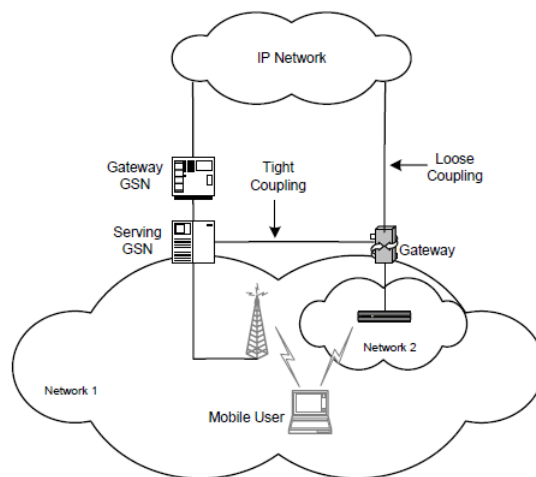 IP Network
Gateway
GSN
Tight
Coupling
Loose
Coupling
Serving
GSN
Gateway
Network 2
Network 1
Mobile User